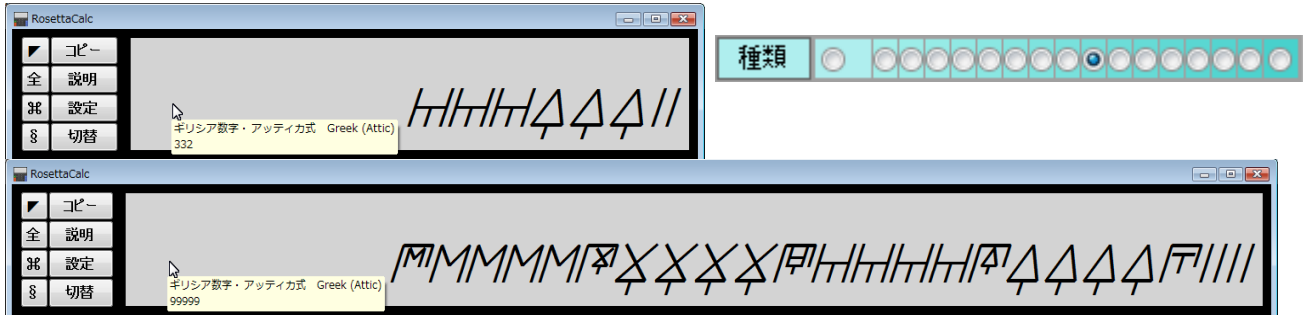 RosettaCalc
◤ コピー
全 説明
⌘ 設定
§ 切替
ΗΗΗΔΔΔΙΙ
ギリシア数字・アッティカ式 Greek (Attic)
332
種類
RosettaCalc
◤ コピー
全 説明
⌘ 設定
§ 切替
𐅇ΜΜΜΜ𐅆ΧΧΧΧ𐅅ΗΗΗΗ𐅄ΔΔΔΔ𐅃ΙΙΙΙ
ギリシア数字・アッティカ式 Greek (Attic)
99999